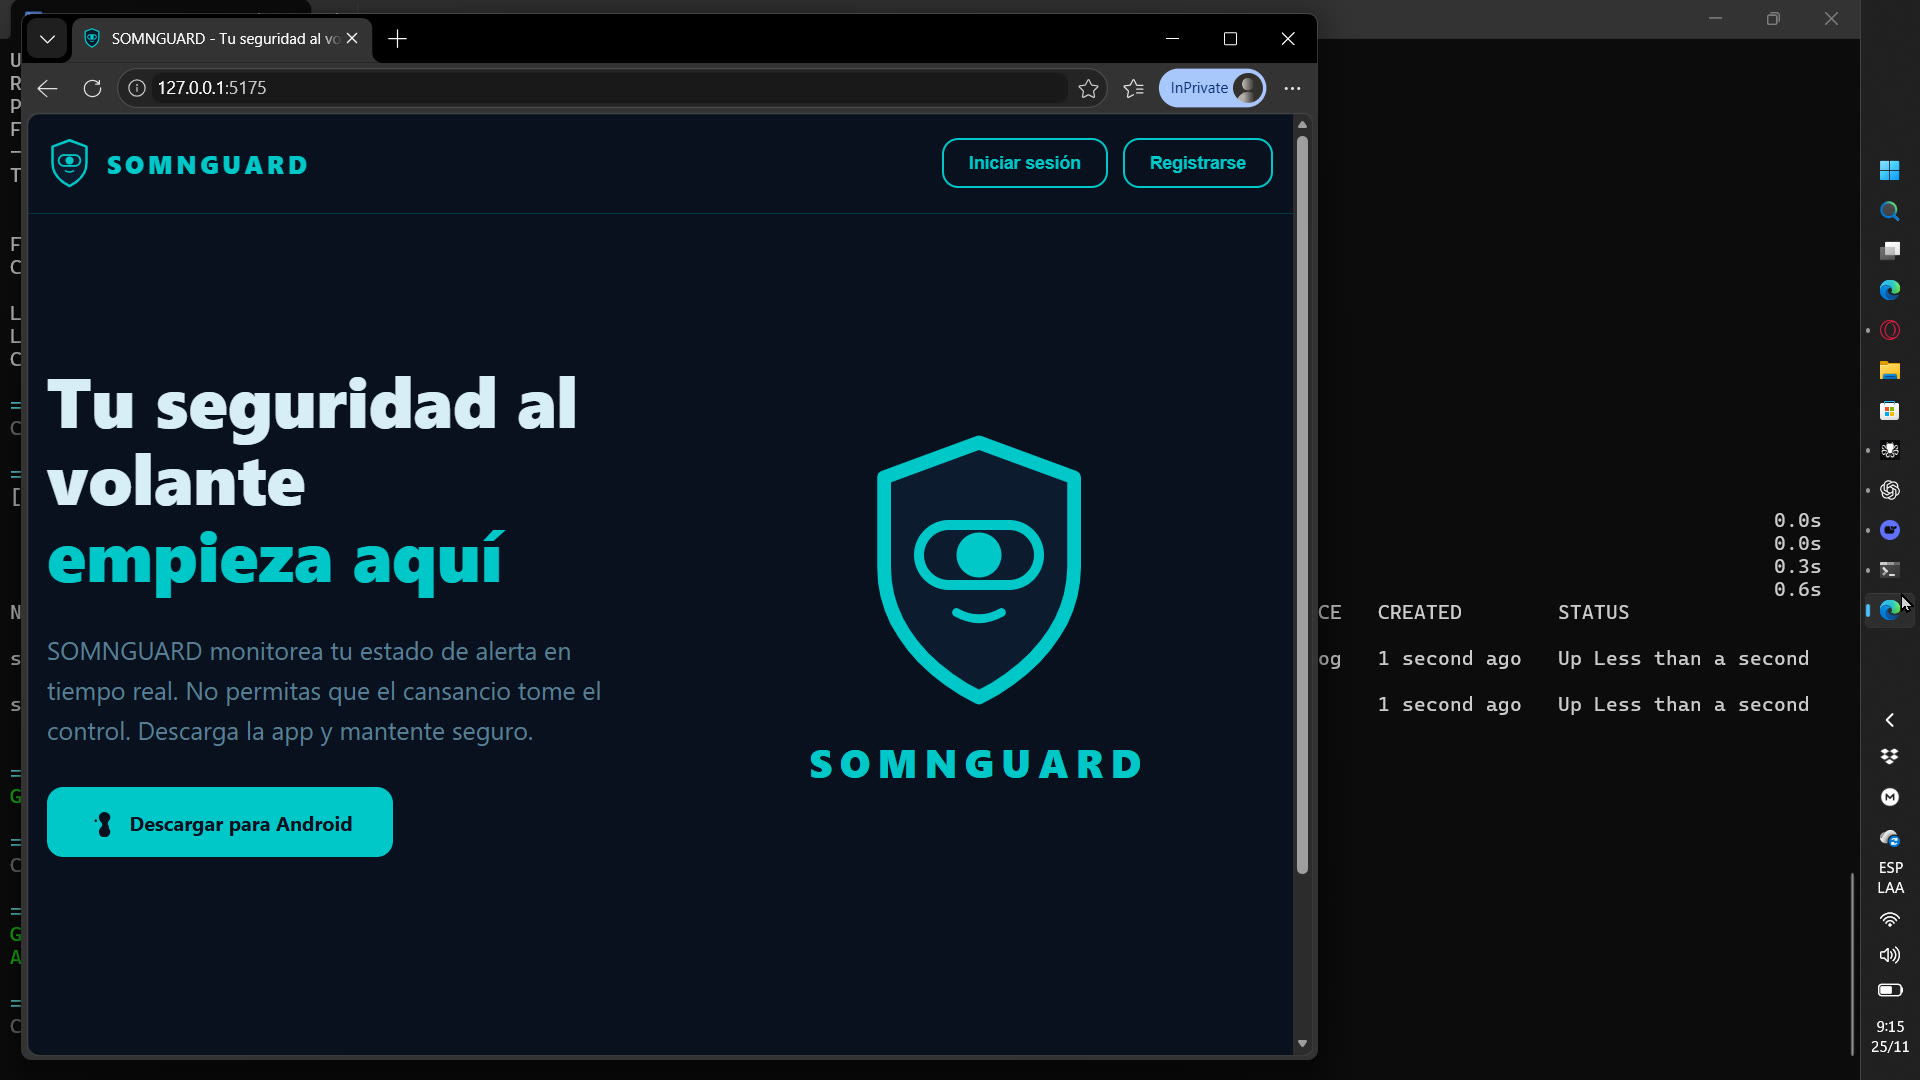 SOMNGUARD - Tu seguridad al vo
127.0.0.1:5175
InPrivate
SOMNGUARD
Iniciar sesión
Registrarse
Tu seguridad al
volante
empieza aquí
SOMNGUARD monitorea tu estado de alerta en
tiempo real. No permitas que el cansancio tome el
control. Descarga la app y mantente seguro.
Descargar para Android
SOMNGUARD
0.0s
0.0s
0.3s
0.6s
CE CREATED STATUS
og 1 second ago Up Less than a second
1 second ago Up Less than a second
ESP
LAA
9:15
25/11